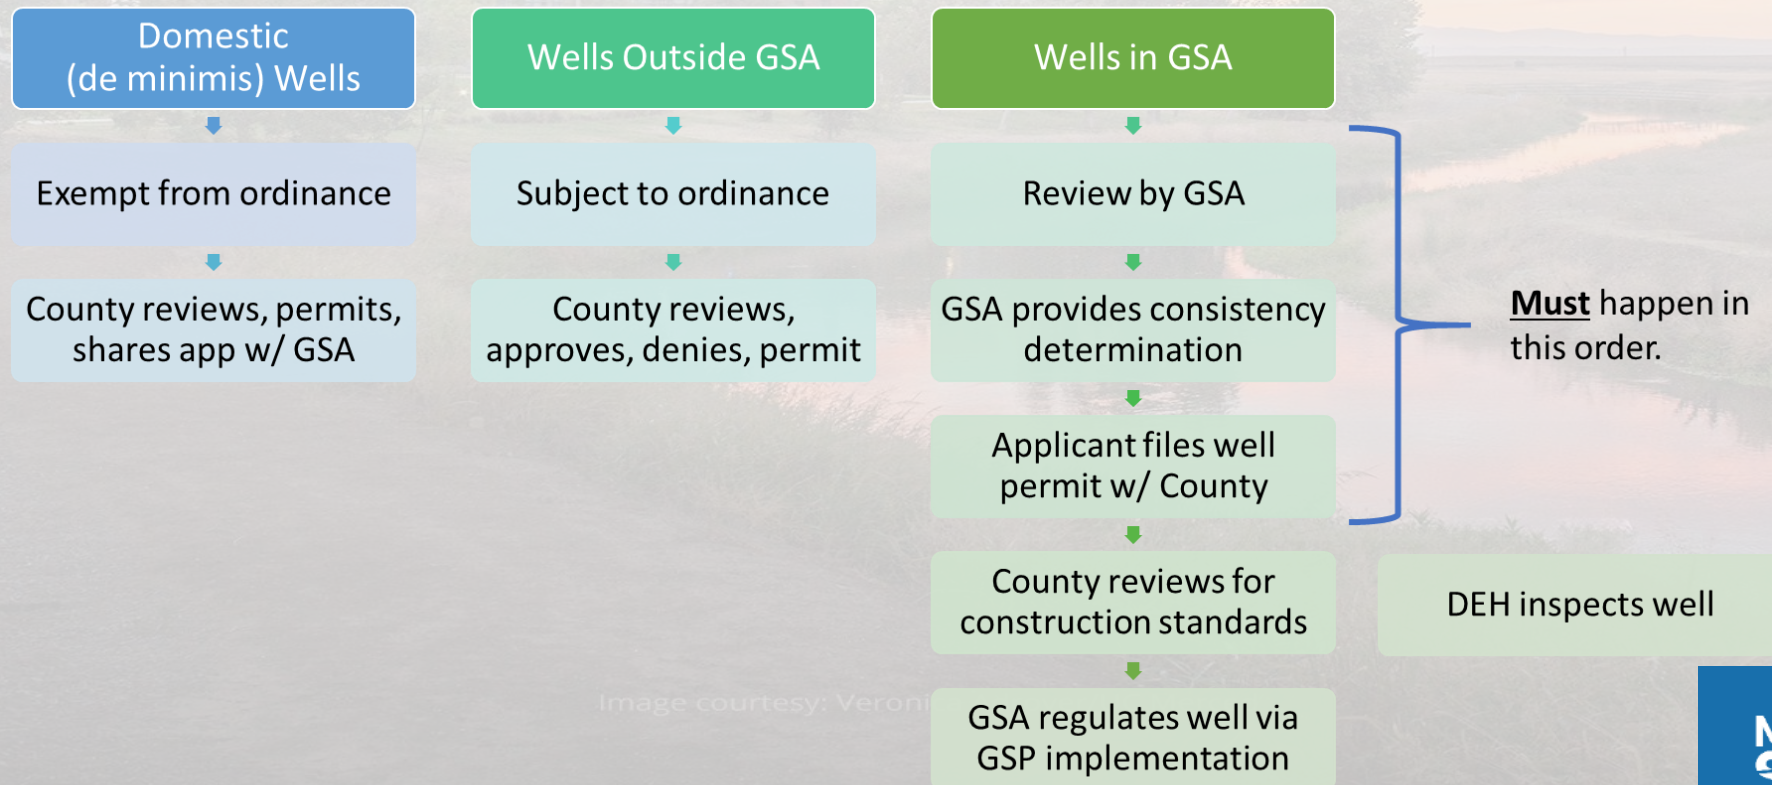 Domestic
(de minimis) Wells
Exempt from ordinance
County reviews, permits,
shares app w/ GSA
Wells Outside GSA
Subject to ordinance
County reviews,
approves, denies, permit
Wells in GSA
Review by GSA
GSA provides consistency
determination
Applicant files well
permit w/ County
County reviews for
construction standards
GSA regulates well via
GSP implementation
Must happen in
this order.
DEH inspects well
Image courtesy: